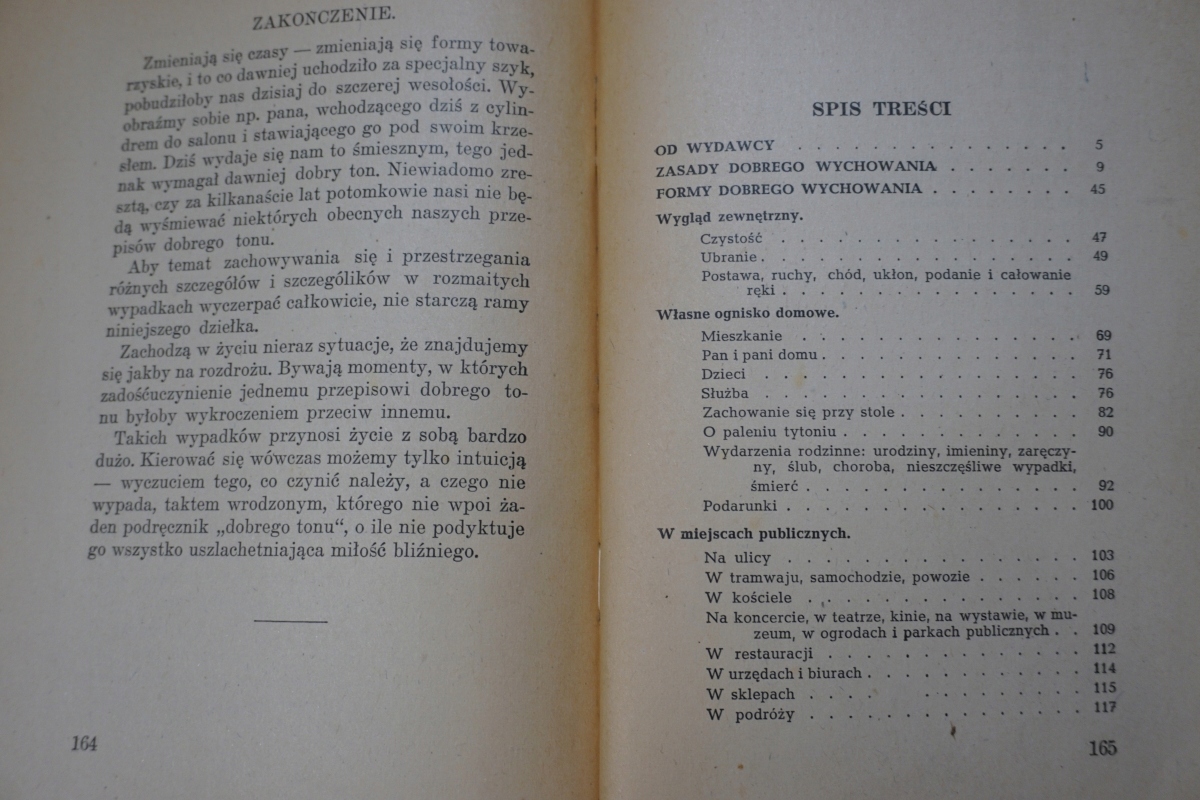 ZAKOŃCZENIE.
Zmieniają się czasy — zmieniają się formy towa-
rzyskie, i to co dawniej uchodziło za specjalny szyk,
pobudziłoby nas dzisiaj do szczerej wesołości. Wy-
obraźmy sobie np. pana, wchodzącego dziś z cylin-
drem do salonu i stawiającego go pod swoim krze-
słem. Dziś wydaje się nam to śmiesznym, tego jed-
nak wymagał dawniej dobry ton. Niewiadomo zre-
sztą, czy za kilkanaście lat potomkowie nasi nie bę-
dą wyśmiewać niektórych obecnych naszych prze-
pisów dobrego tonu.
Aby temat zachowywania się i przestrzegania
różnych szczegółów i szczególików w rozmaitych
wypadkach wyczerpać całkowicie, nie starczą ramy
niniejszego dziełka.
Zachodzą w życiu nieraz sytuacje, że znajdujemy
się jakby na rozdrożu. Bywają momenty, w których
zadośćuczynienie jednemu przepisowi dobrego to-
nu byłoby wykroczeniem przeciw innemu.
Takich wypadków przynosi życie z sobą bardzo
dużo. Kierować się wówczas możemy tylko intuicją
— wyczuciem tego, co czynić należy, a czego nie
wypada, taktem wrodzonym, którego nie wpoi ża-
den podręcznik „dobrego tonu“, o ile nie podyktuje
go wszystko uszlachetniająca miłość bliźniego.
164
SPIS TREŚCI
OD WYDAWCY . . . . . . . . . . . . . . . 5
ZASADY DOBREGO WYCHOWANIA . . . . . . . 9
FORMY DOBREGO WYCHOWANIA . . . . . . . . 45
Wygląd zewnętrzny.
Czystość . . . . . . . . . . . . . . . . 47
Ubranie . . . . . . . . . . . . . . . . . 49
Postawa, ruchy, chód, ukłon, podanie i całowanie
ręki . . . . . . . . . . . . . . . . 59
Własne ognisko domowe.
Mieszkanie . . . . . . . . . . . . . . . 69
Pan i pani domu . . . . . . . . . . . . . . 71
Dzieci . . . . . . . . . . . . . . . . . 76
Służba . . . . . . . . . . . . . . . . . 76
Zachowanie się przy stole . . . . . . . . . . 82
O paleniu tytoniu . . . . . . . . . . . . . 90
Wydarzenia rodzinne: urodziny, imieniny, zaręczy-
ny, ślub, choroba, nieszczęśliwe wypadki,
śmierć . . . . . . . . . . . . . . . 92
Podarunki . . . . . . . . . . . . . . . . 100
W miejscach publicznych.
Na ulicy . . . . . . . . . . . . . . . . 103
W tramwaju, samochodzie, powozie . . . . . . 106
W kościele . . . . . . . . . . . . . . . 108
Na koncercie, w teatrze, kinie, na wystawie, w mu-
zeum, w ogrodach i parkach publicznych . . 109
W restauracji . . . . . . . . . . . . . . 112
W urzędach i biurach . . . . . . . . . . . . 114
W sklepach . . . . . . . . . . . . . 115
W podróży . . . . . . . . . . . . . . . 117
165